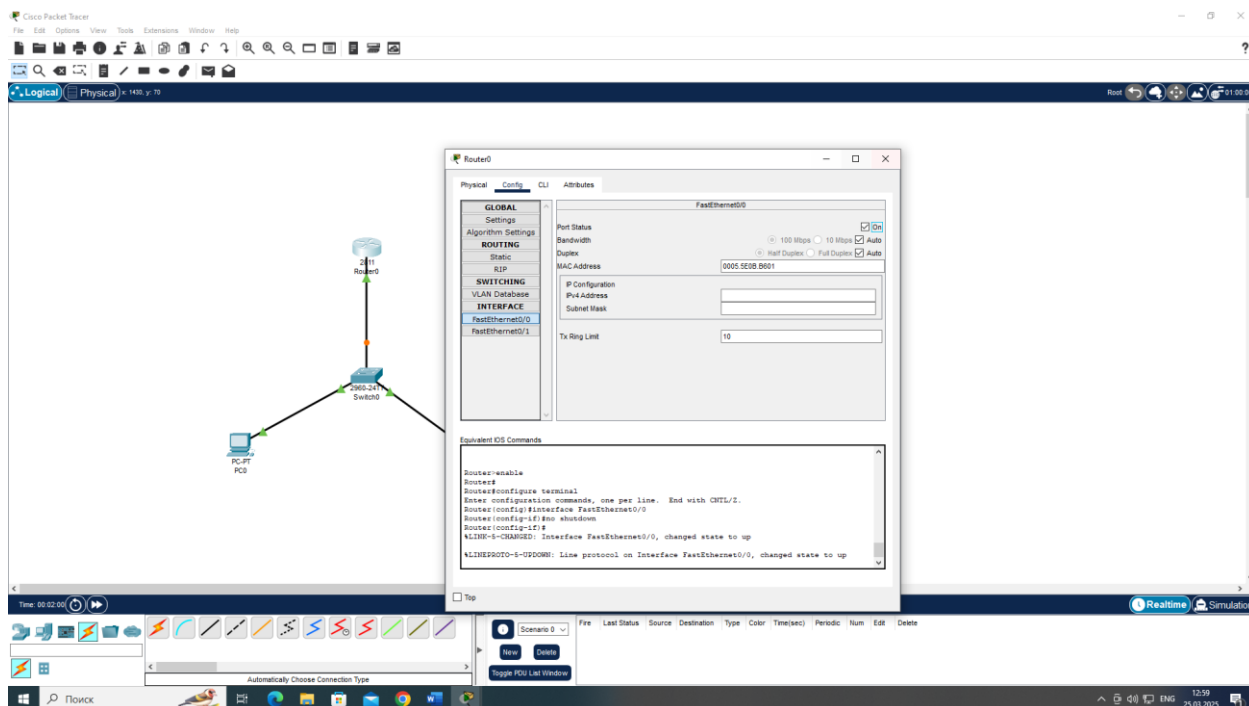 Cisco Packet Tracer
File Edit Options View Tools Extensions Window Help
?
Logical Physical x: 1430, y: 70
Root 01:00:0
Router0
Physical Config CLI Attributes
GLOBAL
Settings
Algorithm Settings
ROUTING
Static
RIP
SWITCHING
VLAN Database
INTERFACE
FastEthernet0/0
FastEthernet0/1
FastEthernet0/0
Port Status On
Bandwidth 100 Mbps 10 Mbps Auto
Duplex Half Duplex Full Duplex Auto
MAC Address 0005.5E0B.B601
IP Configuration
IPv4 Address
Subnet Mask
Tx Ring Limit 10
Equivalent IOS Commands
Router>enable
Router#
Router#configure terminal
Enter configuration commands, one per line. End with CNTL/Z.
Router(config)#interface FastEthernet0/0
Router(config-if)#no shutdown
Router(config-if)#
%LINK-5-CHANGED: Interface FastEthernet0/0, changed state to up
%LINEPROTO-5-UPDOWN: Line protocol on Interface FastEthernet0/0, changed state to up
Top
2811
Router0
2960-24TT
Switch0
PC-PT
PC0
Time: 00:02:00
Realtime Simulation
Scenario 0
New Delete
Toggle PDU List Window
Fire Last Status Source Destination Type Color Time(sec) Periodic Num Edit Delete
Automatically Choose Connection Type
Поиск
ENG
12:59
25.03.2025